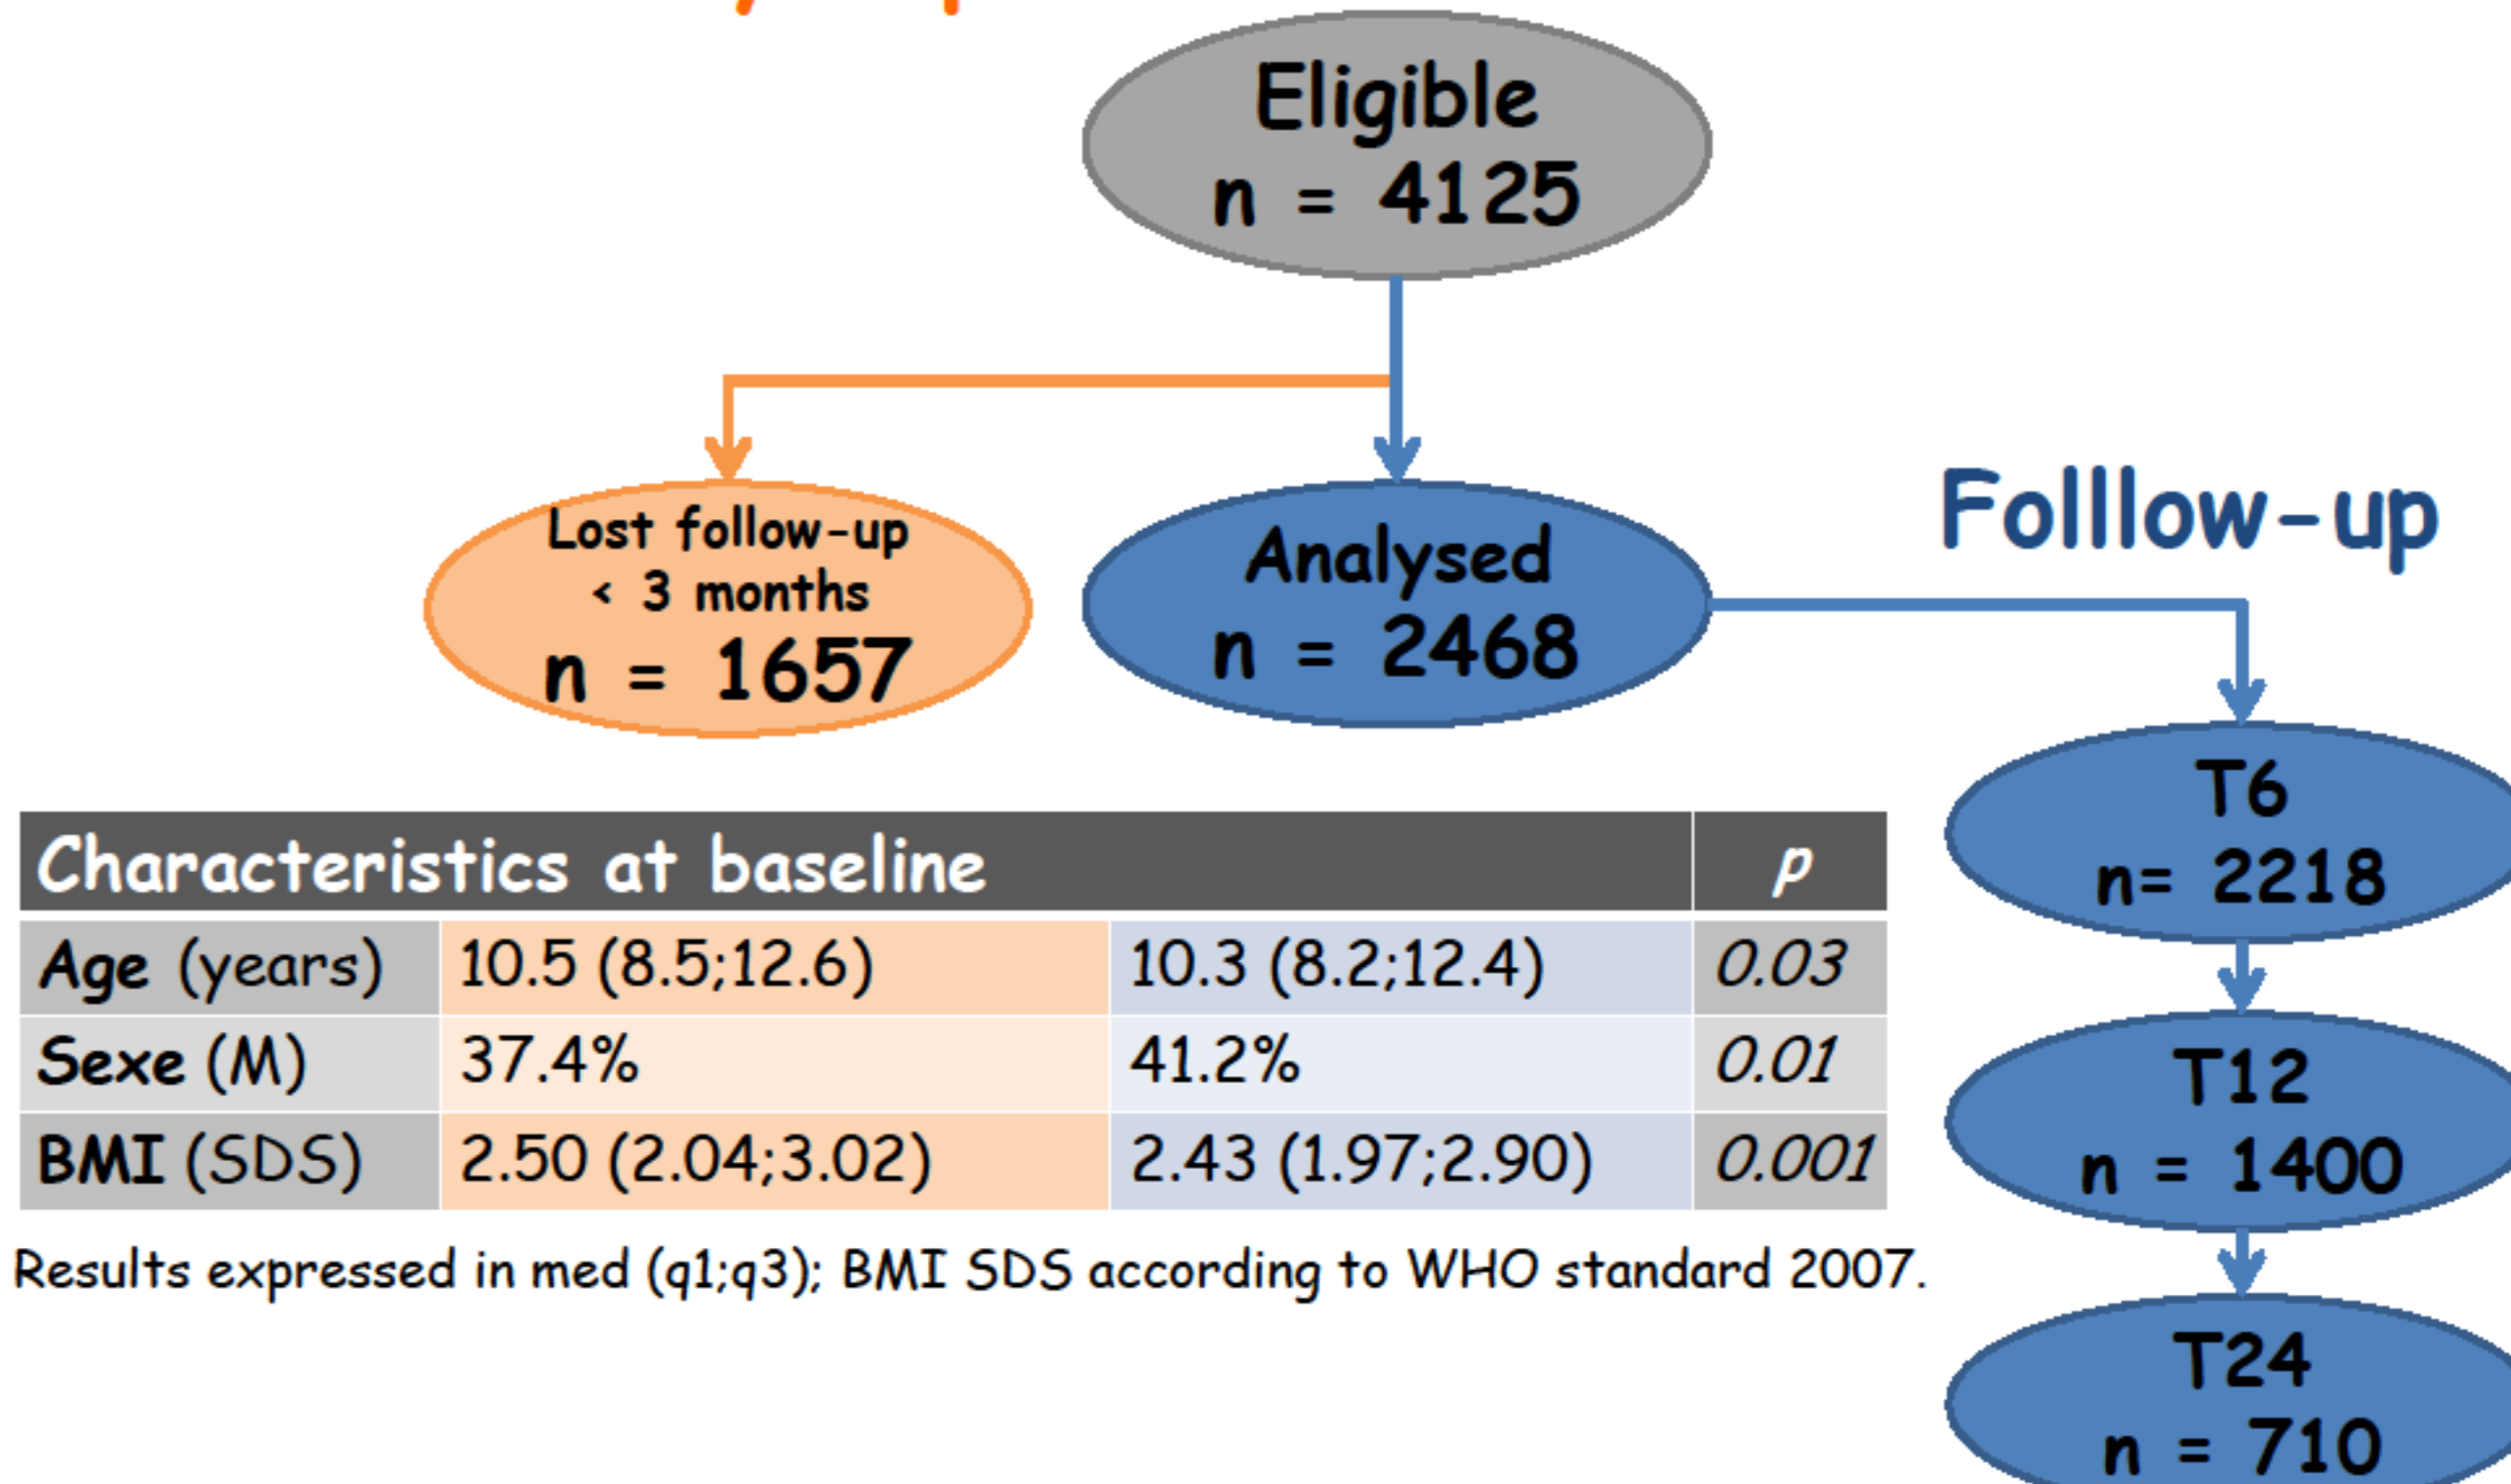 Eligible
n = 4125
Lost follow-up
< 3 months
n = 1657
Analysed
n = 2468
Folllow-up
T6
n= 2218
T12
n = 1400
T24
n = 710
Characteristics at baseline p
Age (years) 10.5 (8.5;12.6) 10.3 (8.2;12.4) 0.03
Sexe (M) 37.4% 41.2% 0.01
BMI (SDS) 2.50 (2.04;3.02) 2.43 (1.97;2.90) 0.001
Results expressed in med (q1;q3); BMI SDS according to WHO standard 2007.